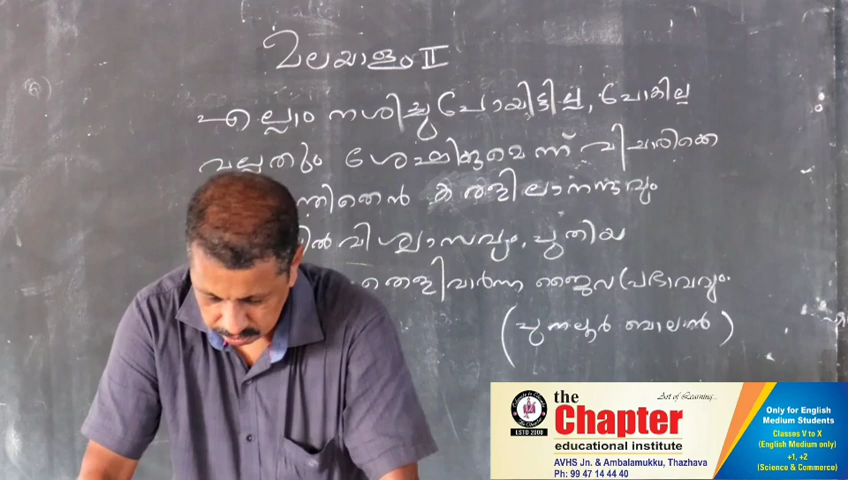 മലയാളം II
എല്ലാം നശിച്ചുപോയിട്ടില്ല, പോകില്ല
വല്ലതും ശേഷിക്കുമെന്ന് വിചാരിക്കെ
കരളിലാനന്ദവും
വിശ്വാസവും, പുതിയ
തെളിവാർന്ന ജൈവപ്രഭാവവും.
(പുനലൂർ ബാലൻ)
the
Chapter
educational institute
Art of Learning...
ESTD 2008
AVHS Jn. & Ambalamukku, Thazhava
Ph: 99 47 14 44 40
Only for English
Medium Students
Classes V to X
(English Medium only)
+1, +2
(Science & Commerce)